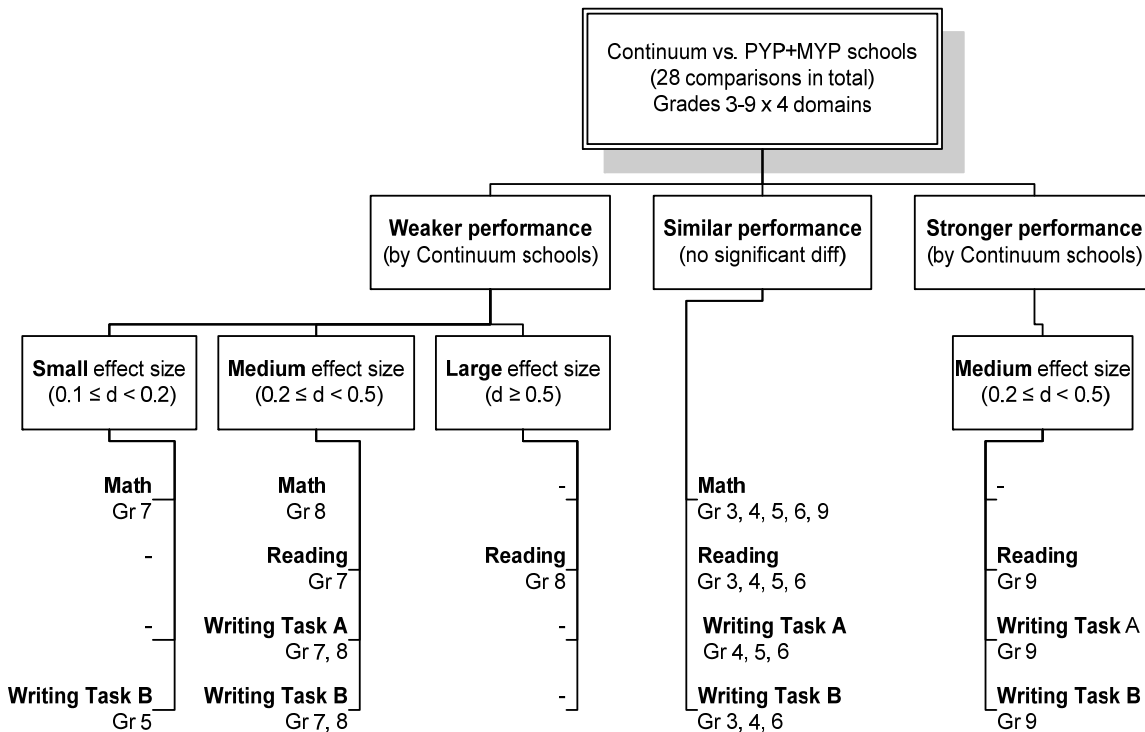 Continuum vs. PYP+MYP schools
(28 comparisons in total)
Grades 3-9 x 4 domains
Weaker performance
(by Continuum schools)
Similar performance
(no significant diff)
Stronger performance
(by Continuum schools)
Small effect size
(0.1 ≤ d < 0.2)
Medium effect size
(0.2 ≤ d < 0.5)
Large effect size
(d ≥ 0.5)
Medium effect size
(0.2 ≤ d < 0.5)
Math
Gr 7
-
-
Writing Task B
Gr 5
Math
Gr 8
Reading
Gr 7
Writing Task A
Gr 7, 8
Writing Task B
Gr 7, 8
-
Reading
Gr 8
-
-
Math
Gr 3, 4, 5, 6, 9
Reading
Gr 3, 4, 5, 6
Writing Task A
Gr 4, 5, 6
Writing Task B
Gr 3, 4, 6
-
Reading
Gr 9
Writing Task A
Gr 9
Writing Task B
Gr 9